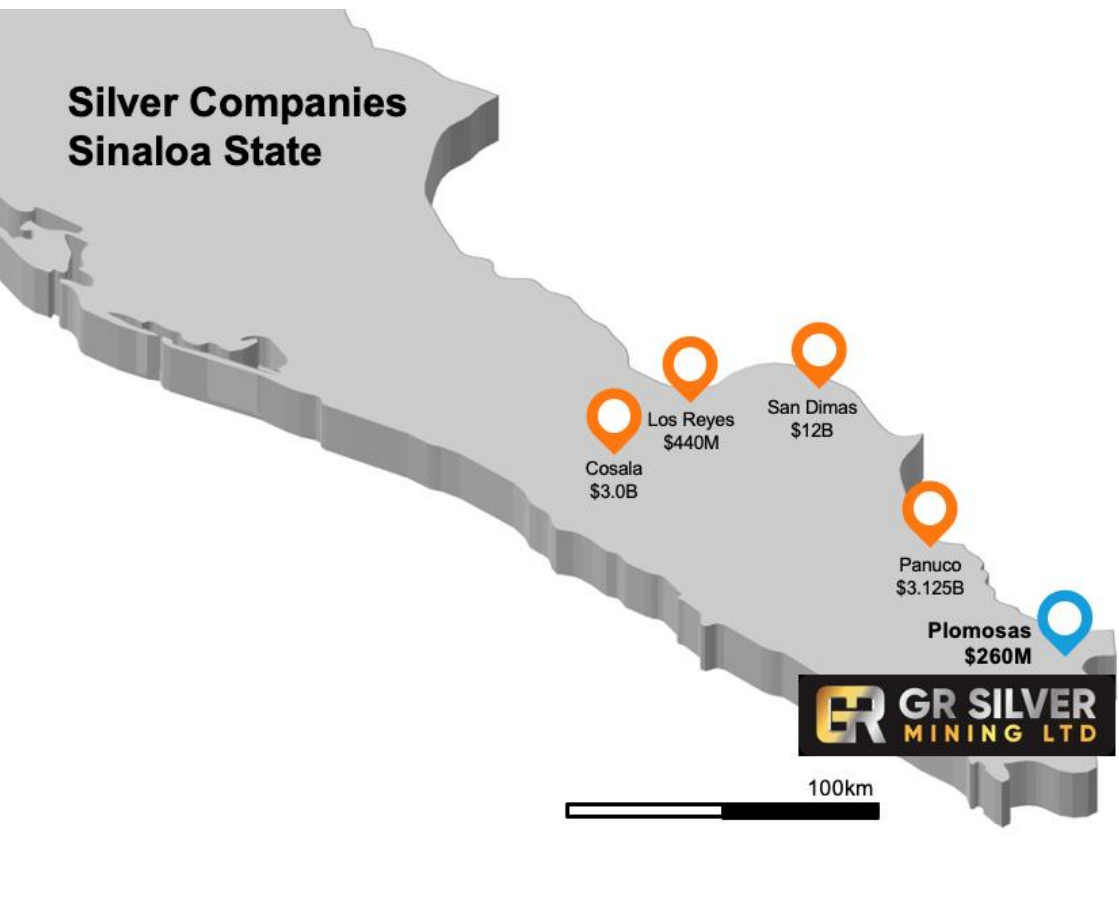 Silver Companies
Sinaloa State
San Dimas
$12B
Los Reyes
$440M
Cosala
$3.0B
Panuco
$3.125B
Plomosas
$260M
GR SILVER
MINING LTD
100km